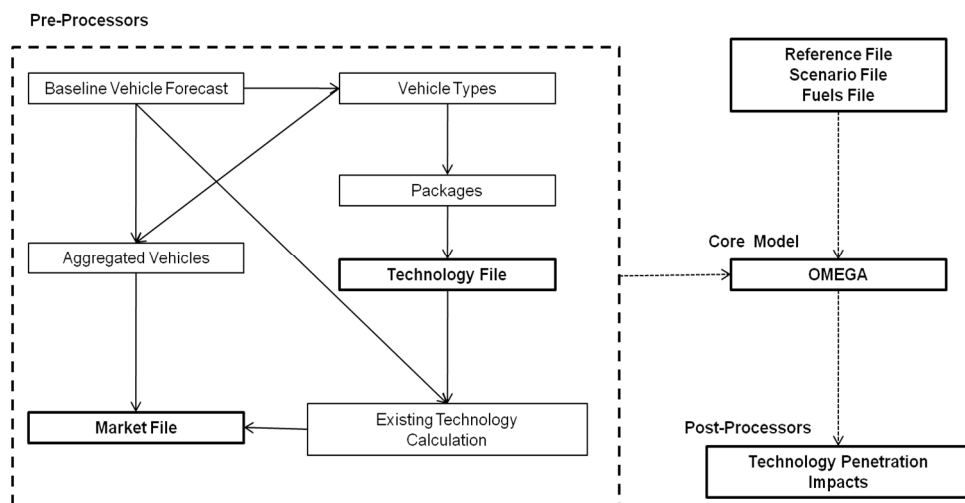 Pre-Processors
Baseline Vehicle Forecast
Vehicle Types
Packages
Aggregated Vehicles
Technology File
Market File
Existing Technology
Calculation
Reference File
Scenario File
Fuels File
Core Model
OMEGA
Post-Processors
Technology Penetration
Impacts